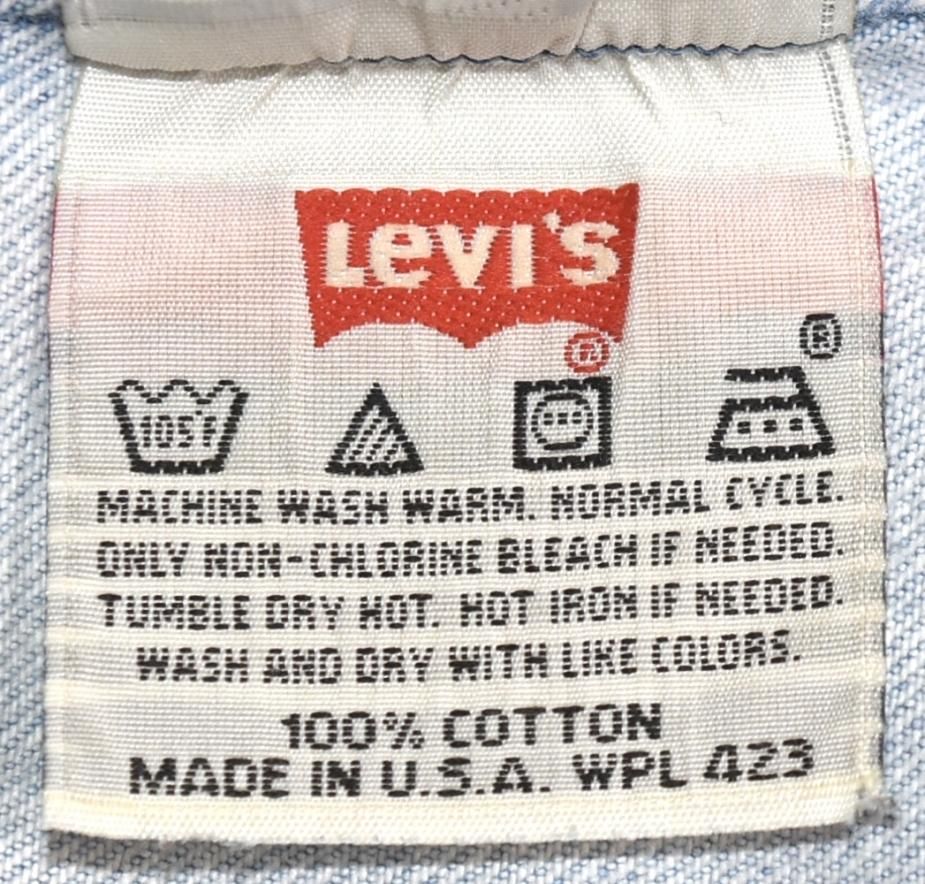 Levi's
®
®
105°F
MACHINE WASH WARM. NORMAL CYCLE.
ONLY NON-CHLORINE BLEACH IF NEEDED.
TUMBLE DRY HOT. HOT IRON IF NEEDED.
WASH AND DRY WITH LIKE COLORS.
100% COTTON
MADE IN U.S.A. WPL 423